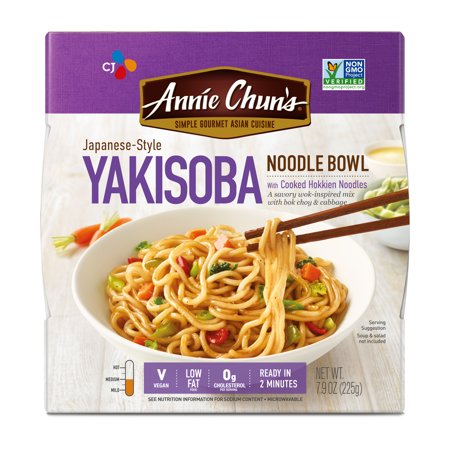 CJ
NON
GMO
Project
VERIFIED
nongmoproject.org
Annie Chun's
SIMPLE GOURMET ASIAN CUISINE
Japanese-Style
YAKISOBA
NOODLE BOWL
With Cooked Hokkien Noodles
A savory wok-inspired mix
with bok choy & cabbage
Serving
Suggestion
Soup & salad
not included
HOT
MEDIUM
MILD
V
VEGAN
LOW
FAT
FOOD
0g
CHOLESTEROL
PER SERVING
READY IN
2 MINUTES
NET WT.
7.9 OZ (225g)
SEE NUTRITION INFORMATION FOR SODIUM CONTENT • MICROWAVABLE